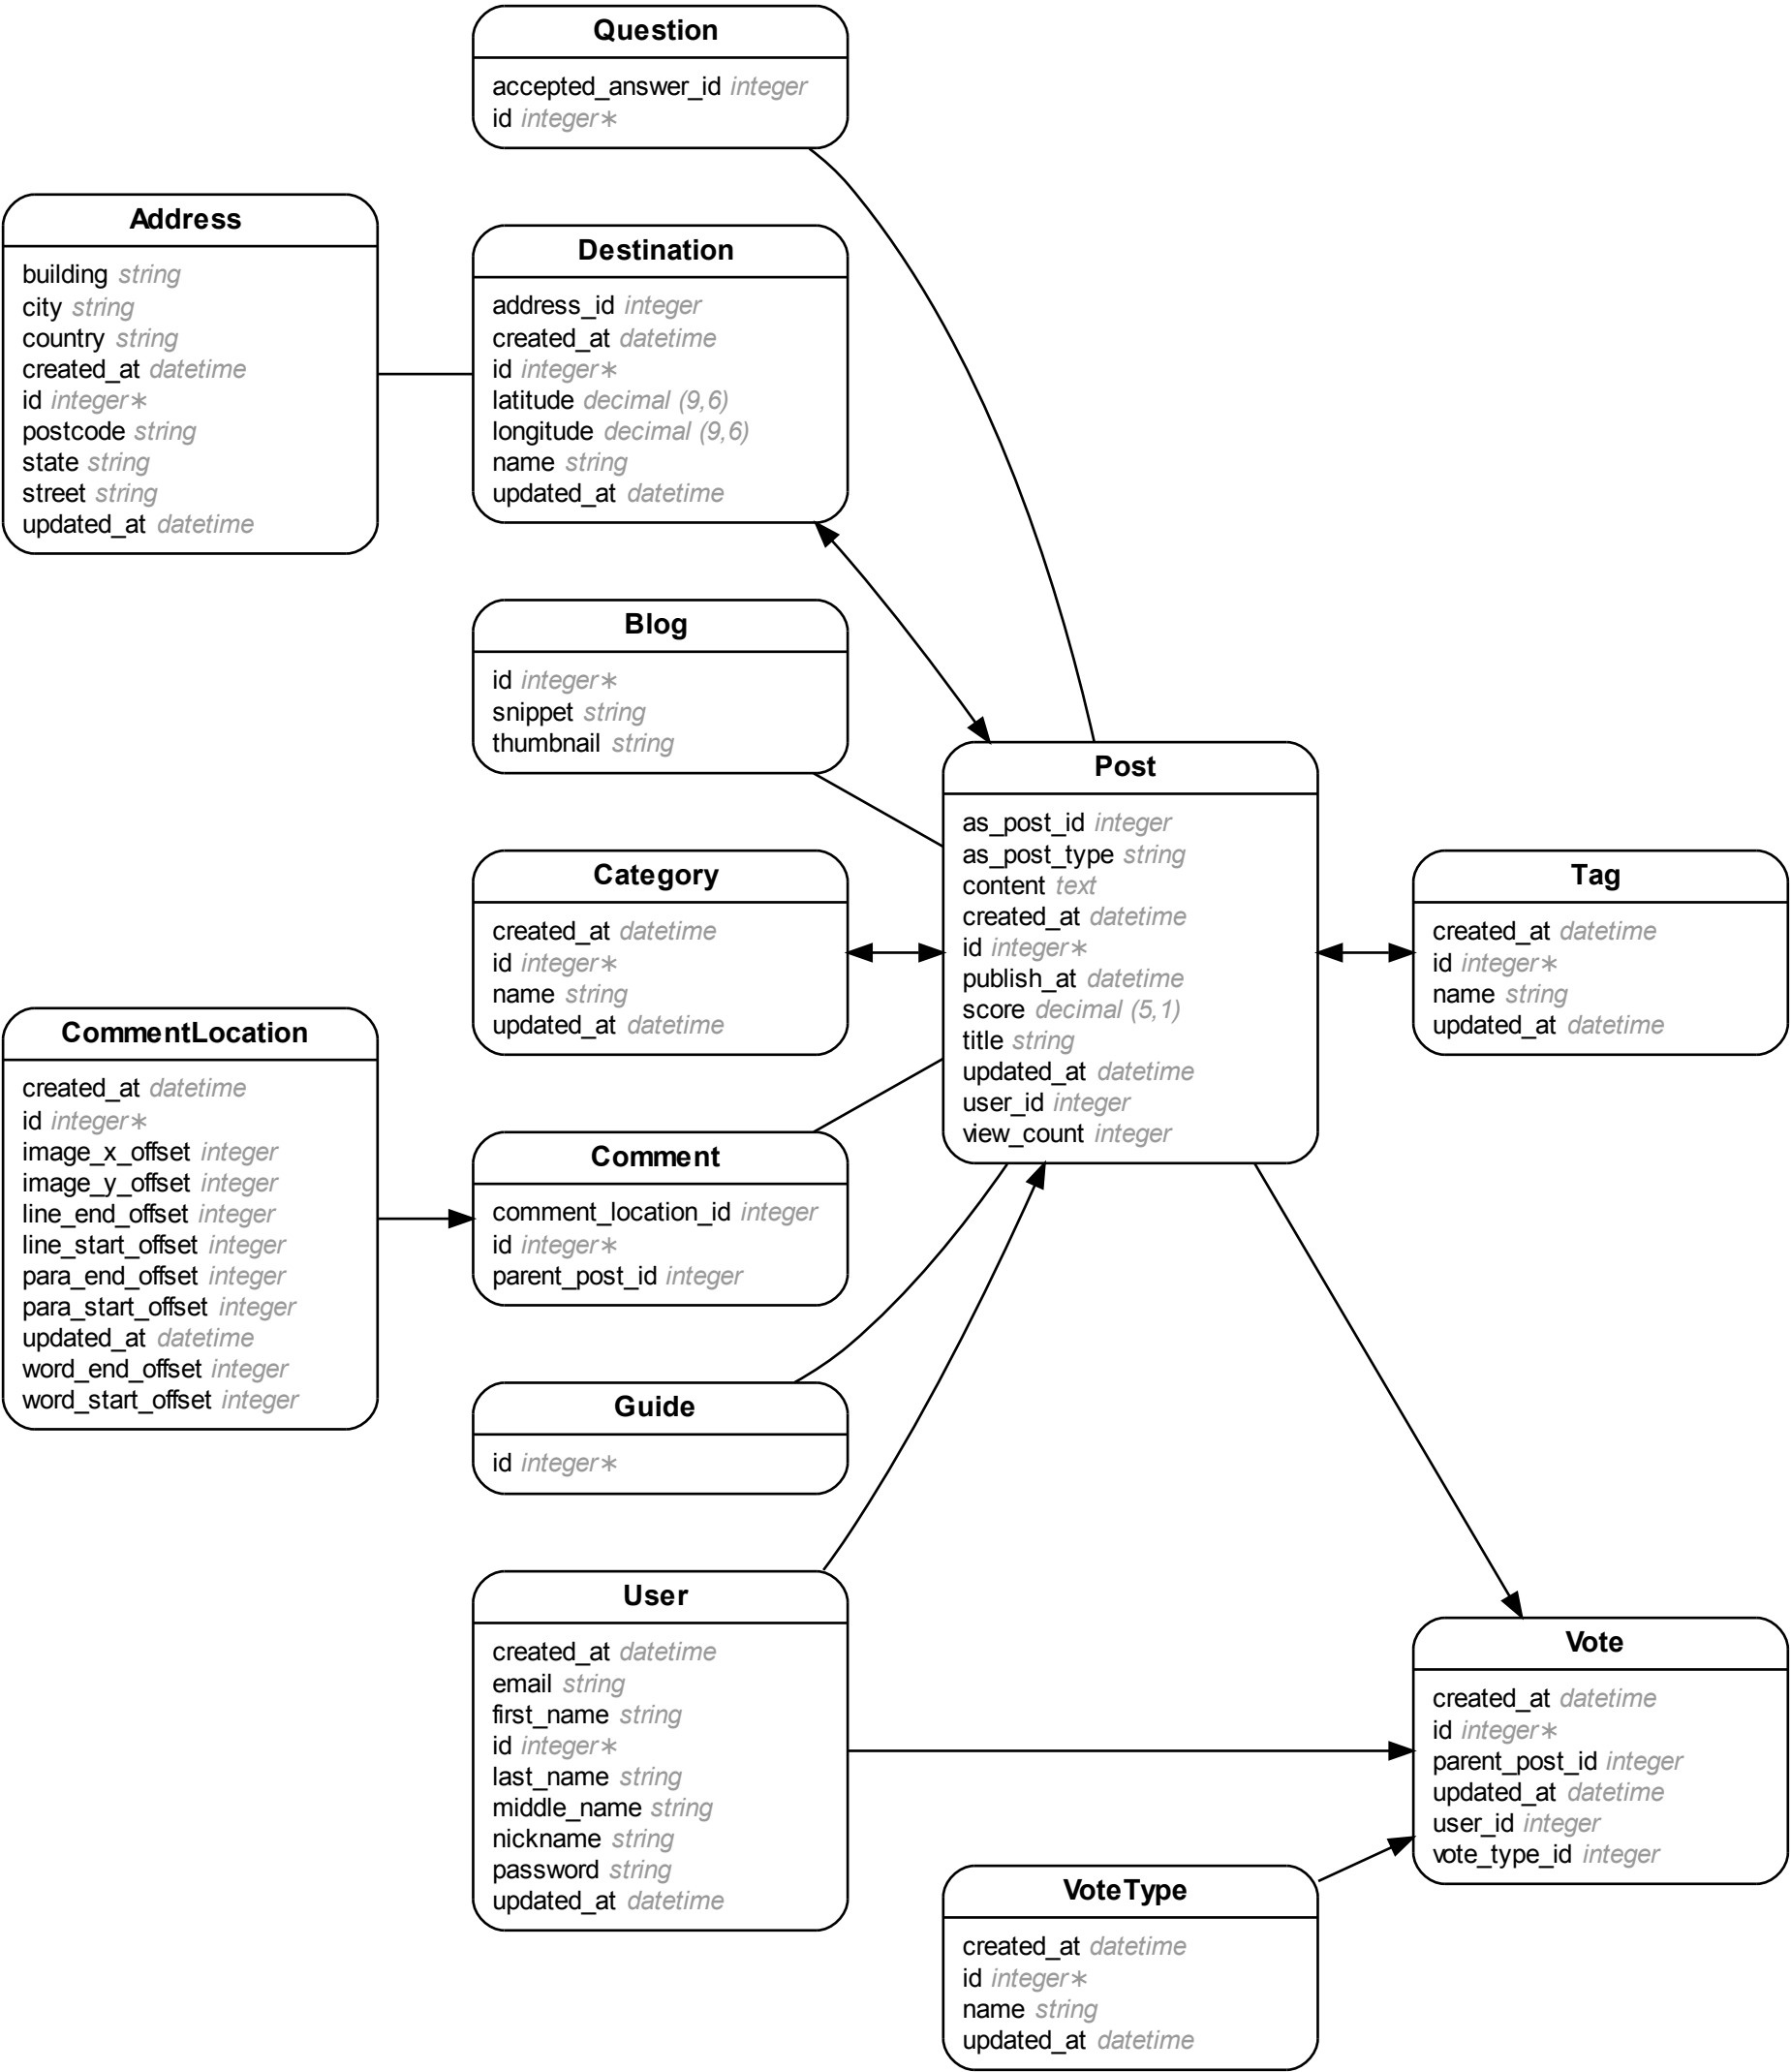 Question
accepted_answer_id integer
id integer∗
Address
building string
city string
country string
created_at datetime
id integer∗
postcode string
state string
street string
updated_at datetime
Destination
address_id integer
created_at datetime
id integer∗
latitude decimal (9,6)
longitude decimal (9,6)
name string
updated_at datetime
Blog
id integer∗
snippet string
thumbnail string
Post
as_post_id integer
as_post_type string
content text
created_at datetime
id integer∗
publish_at datetime
score decimal (5,1)
title string
updated_at datetime
user_id integer
view_count integer
Category
created_at datetime
id integer∗
name string
updated_at datetime
Tag
created_at datetime
id integer∗
name string
updated_at datetime
CommentLocation
created_at datetime
id integer∗
image_x_offset integer
image_y_offset integer
line_end_offset integer
line_start_offset integer
para_end_offset integer
para_start_offset integer
updated_at datetime
word_end_offset integer
word_start_offset integer
Comment
comment_location_id integer
id integer∗
parent_post_id integer
Guide
id integer∗
User
created_at datetime
email string
first_name string
id integer∗
last_name string
middle_name string
nickname string
password string
updated_at datetime
Vote
created_at datetime
id integer∗
parent_post_id integer
updated_at datetime
user_id integer
vote_type_id integer
VoteType
created_at datetime
id integer∗
name string
updated_at datetime